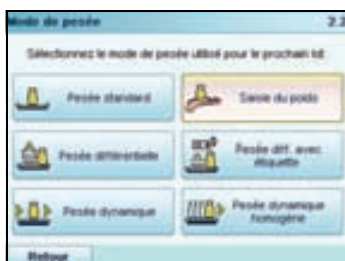 Mode de pesée 2.2
Sélectionnez le mode de pesée utilisé pour le prochain lot:
Pesée standard
Saisie du poids
Pesée différentielle
Pesée diff. avec
étiquette
Pesée dynamique
Pesée dynamique
homogène
Retour